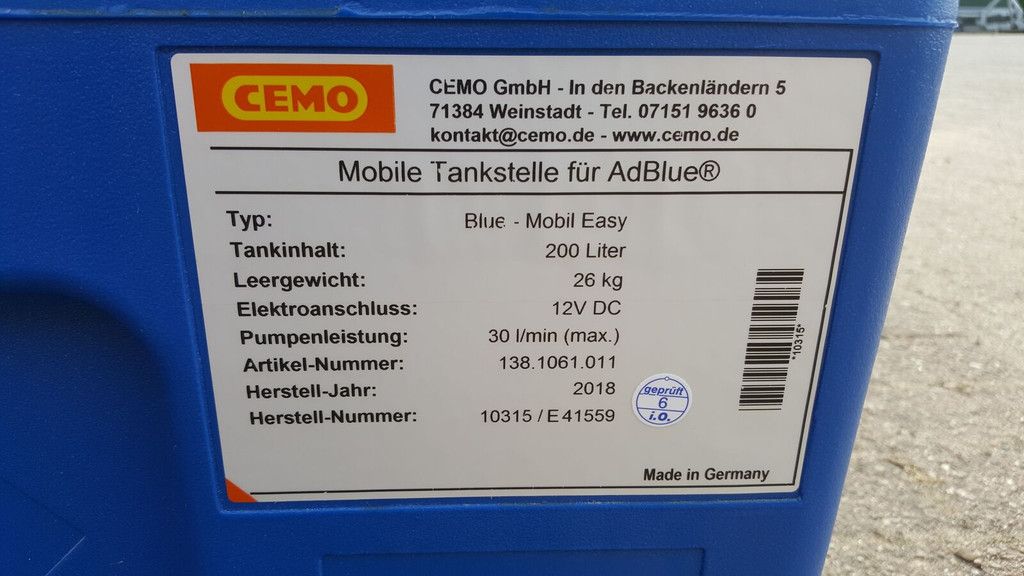 CEMO
CEMO GmbH - In den Backenländern 5
71384 Weinstadt - Tel. 07151 9636 0
kontakt@cemo.de - www.cemo.de
Mobile Tankstelle für AdBlue®
Typ: Blue - Mobil Easy
Tankinhalt: 200 Liter
Leergewicht: 26 kg
Elektroanschluss: 12V DC
Pumpenleistung: 30 l/min (max.)
Artikel-Nummer: 138.1061.011
Herstell-Jahr: 2018
Herstell-Nummer: 10315 / E 41559
geprüft
6
i.O.
*10315*
Made in Germany